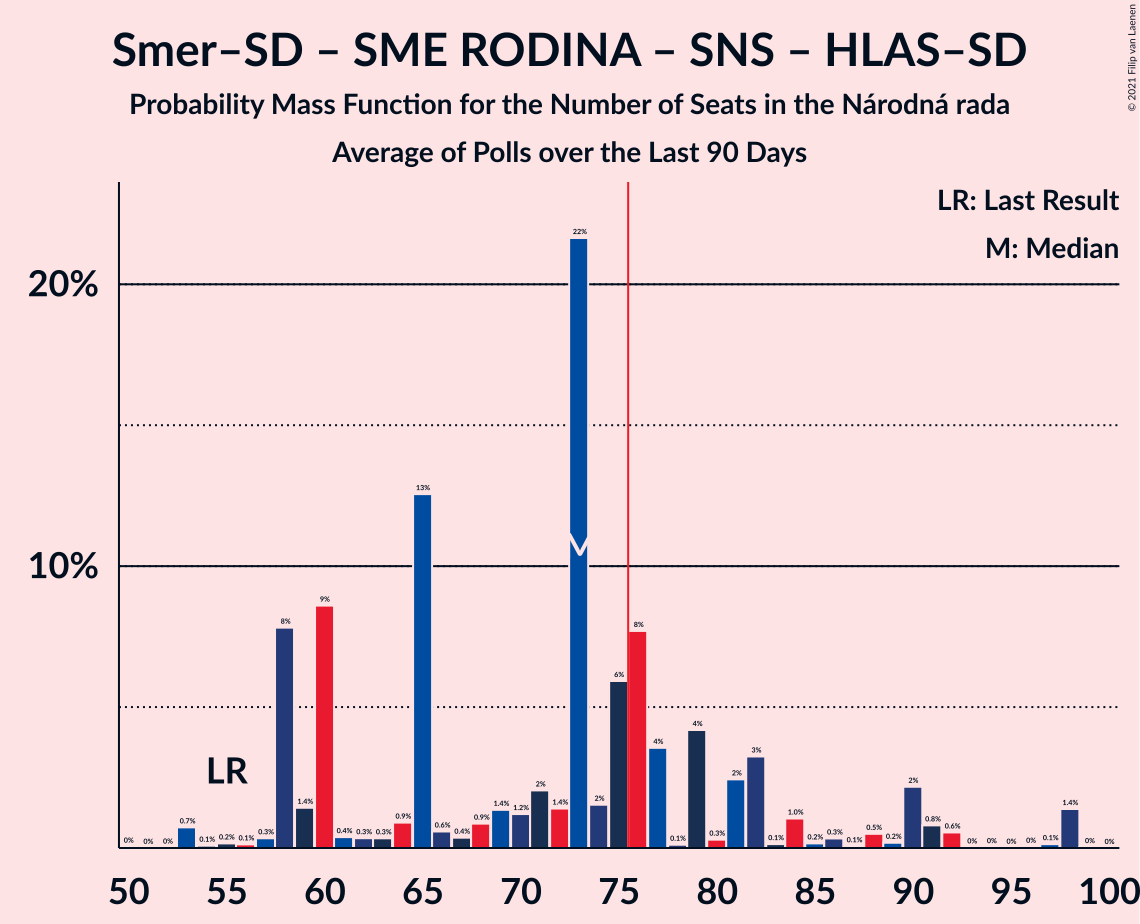 Smer–SD – SME RODINA – SNS – HLAS–SD
Probability Mass Function for the Number of Seats in the Národná rada
Average of Polls over the Last 90 Days
© 2021 Filip van Laenen
LR: Last Result
M: Median
20%
10%
LR
M
0% 0% 0% 0.7% 0.1% 0.2% 0.1% 0.3% 8% 1.4% 9% 0.4% 0.3% 0.3% 0.9% 13% 0.6% 0.4% 0.9% 1.4% 1.2% 2% 1.4% 22% 2% 6% 8% 4% 0.1% 4% 0.3% 2% 3% 0.1% 1.0% 0.2% 0.3% 0.1% 0.5% 0.2% 2% 0.8% 0.6% 0% 0% 0% 0% 0.1% 1.4% 0% 0%
50 55 60 65 70 75 80 85 90 95 100